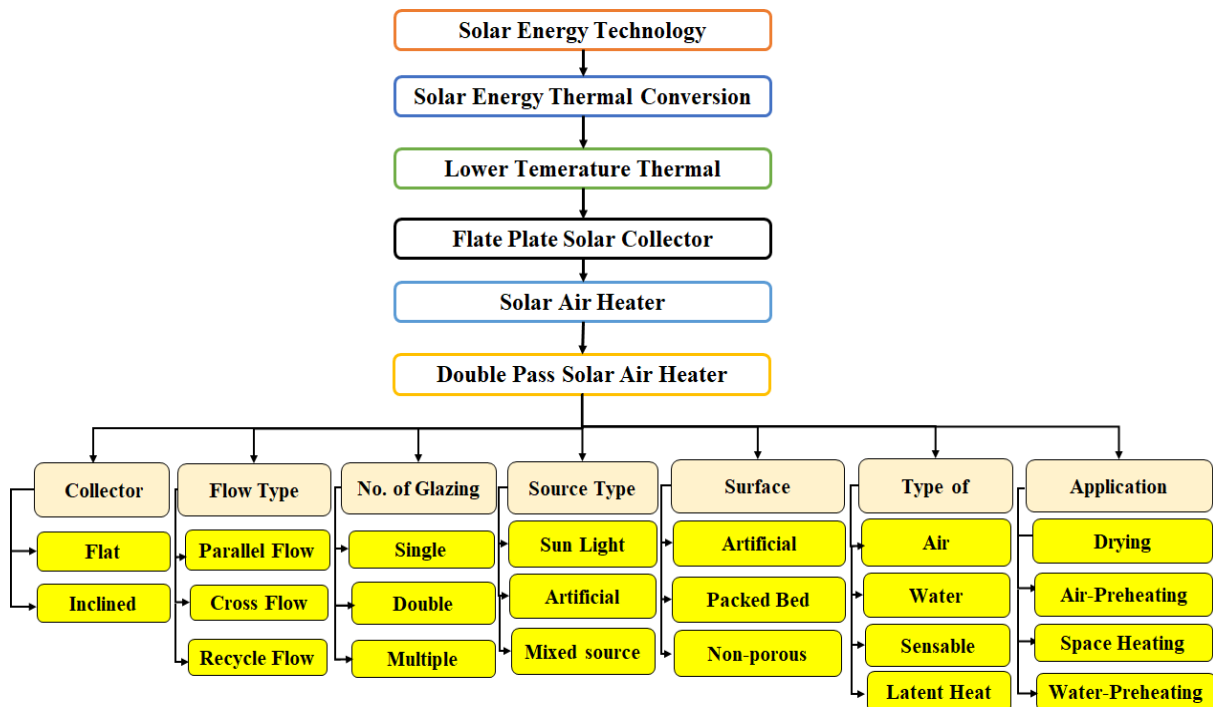 Solar Energy Technology
Solar Energy Thermal Conversion
Lower Temerature Thermal
Flate Plate Solar Collector
Solar Air Heater
Double Pass Solar Air Heater
Collector
Flat
Inclined
Flow Type
Parallel Flow
Cross Flow
Recycle Flow
No. of Glazing
Single
Double
Multiple
Source Type
Sun Light
Artificial
Mixed source
Surface
Artificial
Packed Bed
Non-porous
Type of
Air
Water
Sensable
Latent Heat
Application
Drying
Air-Preheating
Space Heating
Water-Preheating